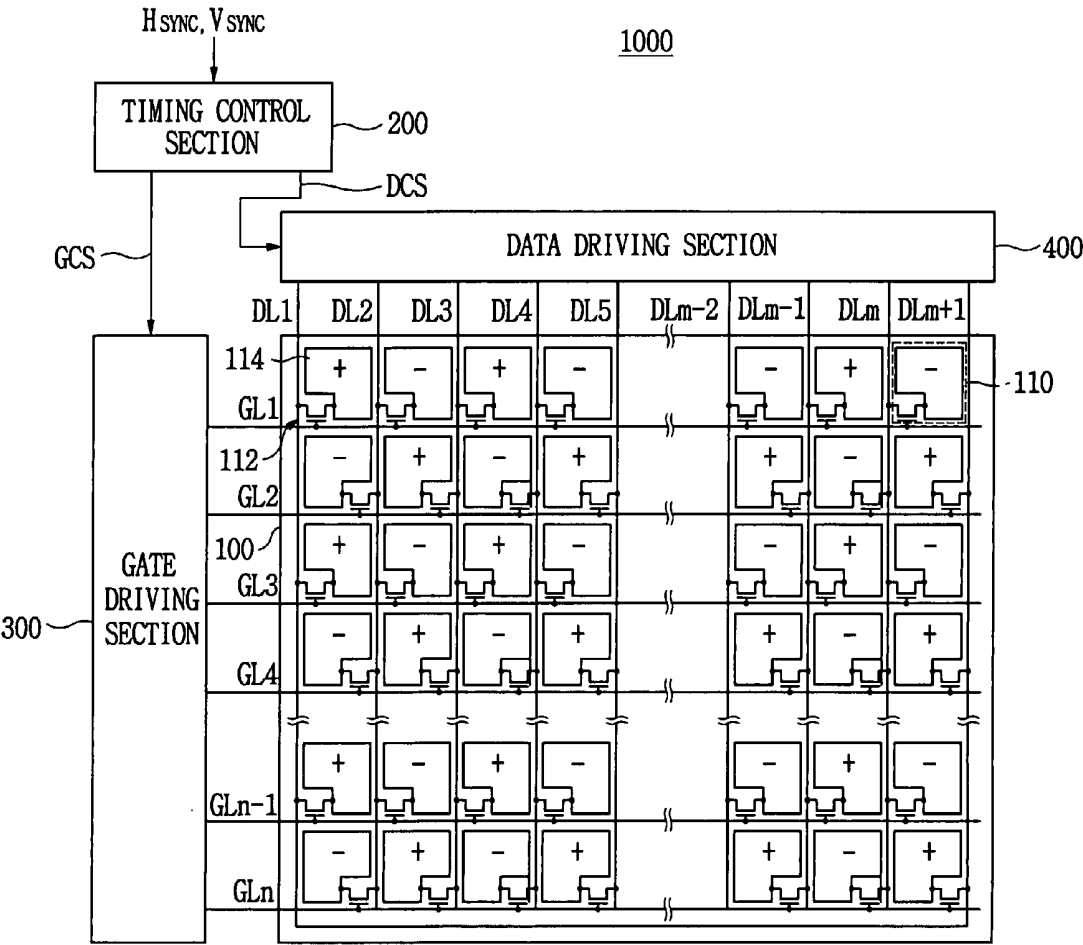 HSYNC, VSYNC
1000
TIMING CONTROL
SECTION
200
DCS
GCS
DATA DRIVING SECTION
400
DL1 DL2 DL3 DL4 DL5 DLm-2 DLm-1 DLm DLm+1
114 + - + - - + - 110
GL1
112 - + - + + - +
GL2
+ - + - - + -
100
GL3
GATE
DRIVING
SECTION
300
- + - + + - +
GL4
+ - + - - + -
GLn-1
- + - + + - +
GLn